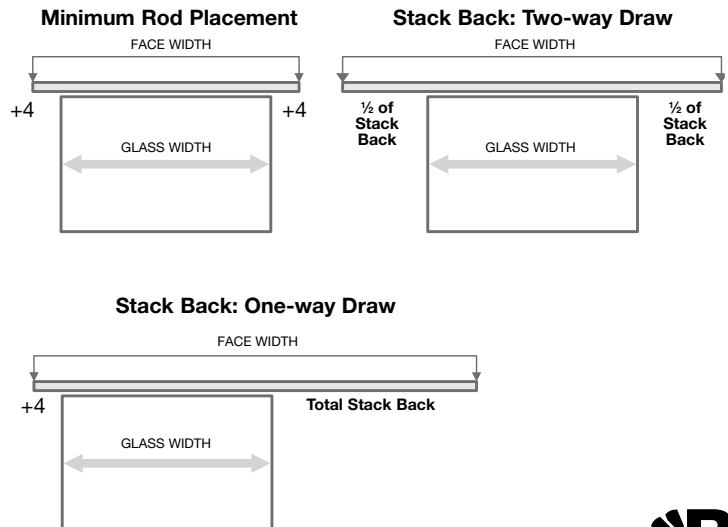 Minimum Rod Placement
FACE WIDTH
+4
+4
GLASS WIDTH
Stack Back: Two-way Draw
FACE WIDTH
½ of
Stack
Back
½ of
Stack
Back
GLASS WIDTH
Stack Back: One-way Draw
FACE WIDTH
+4
Total Stack Back
GLASS WIDTH